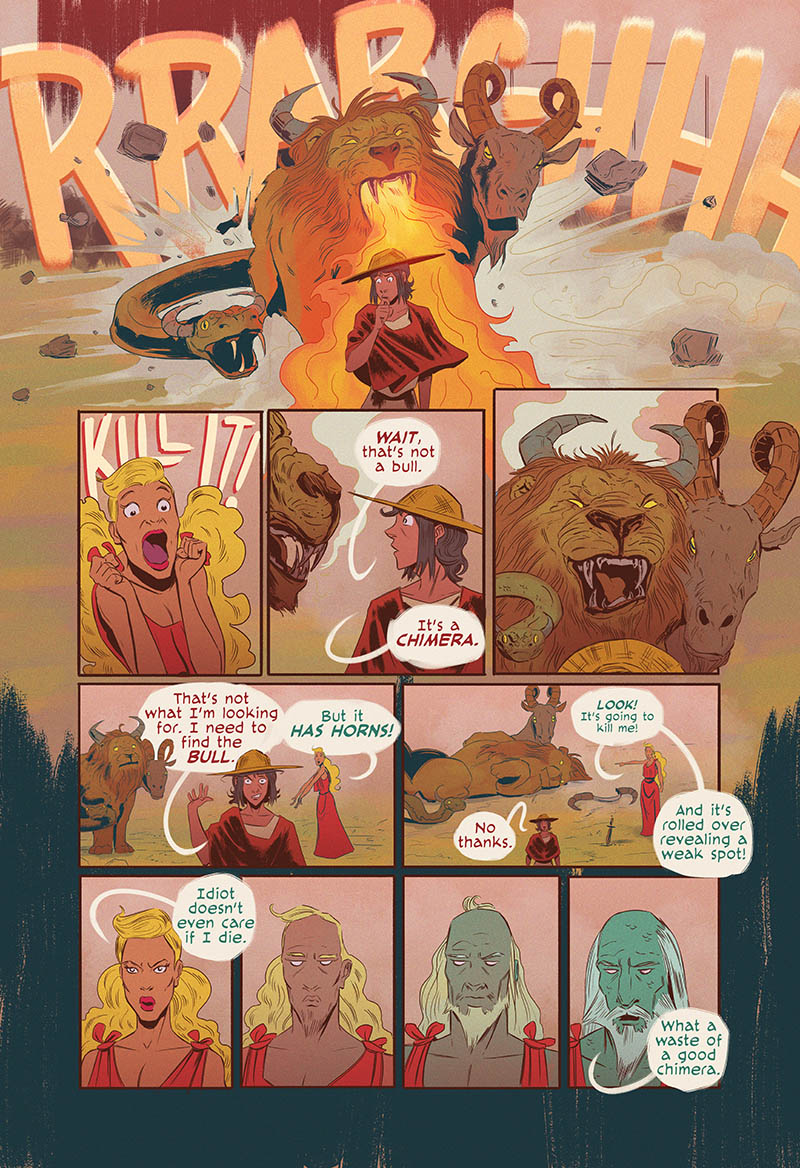 RRARGHHH
KILL IT!
WAIT,
that's not
a bull.
It's a
CHIMERA.
That's not
what I'm looking
for. I need to
find the
BULL.
But it
HAS HORNS!
LOOK!
It's going to
kill me!
No
thanks.
And it's
rolled over
revealing a
weak spot!
Idiot
doesn't
even care
if I die.
What a
waste of
a good
chimera.